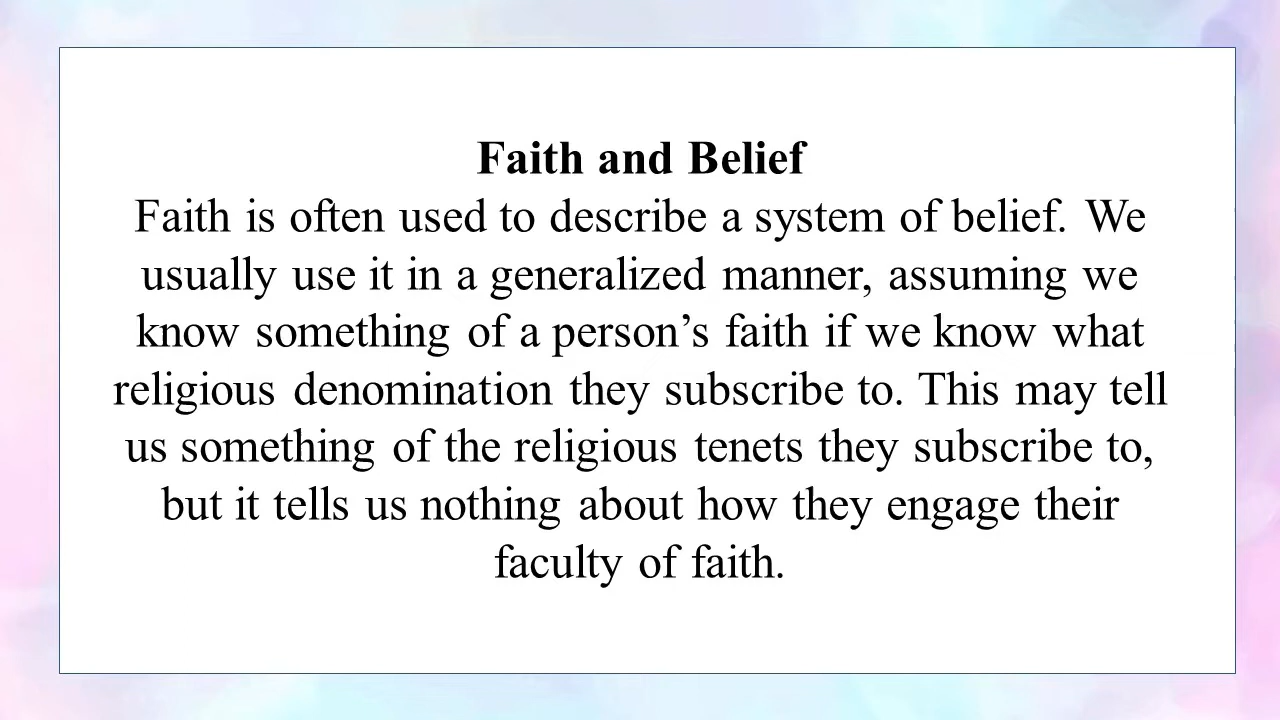 Faith and Belief
Faith is often used to describe a system of belief. We
usually use it in a generalized manner, assuming we
know something of a person’s faith if we know what
religious denomination they subscribe to. This may tell
us something of the religious tenets they subscribe to,
but it tells us nothing about how they engage their
faculty of faith.